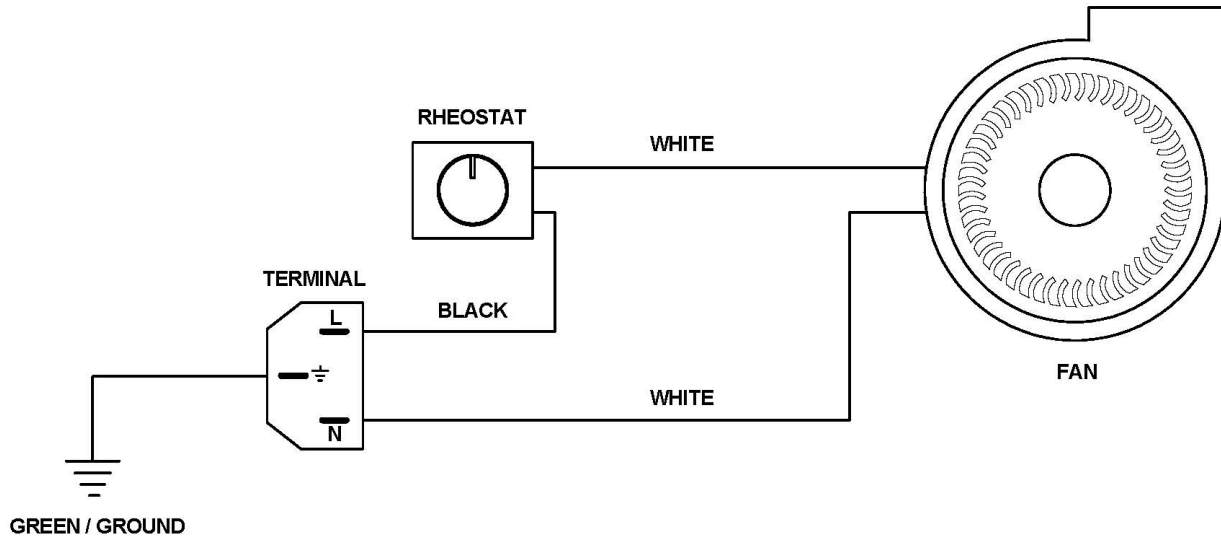 RHEOSTAT
WHITE
TERMINAL
L
BLACK
FAN
WHITE
N
GREEN / GROUND